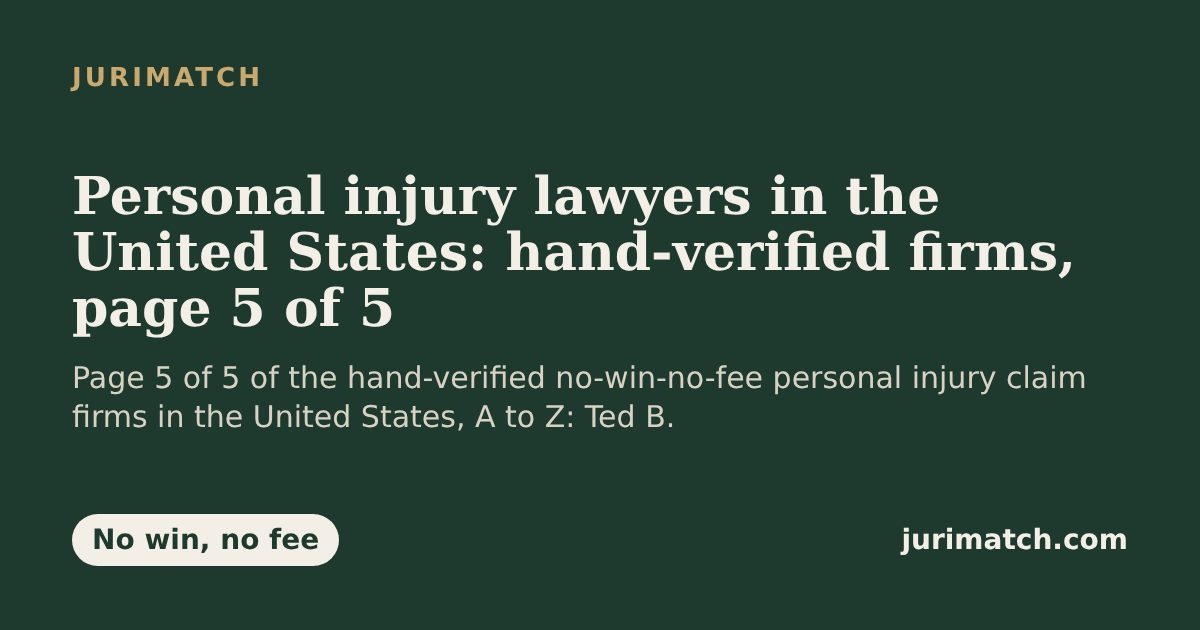 JURIMATCH
Personal injury lawyers in the
United States: hand-verified firms,
page 5 of 5
Page 5 of 5 of the hand-verified no-win-no-fee personal injury claim
firms in the United States, A to Z: Ted B.
No win, no fee
jurimatch.com